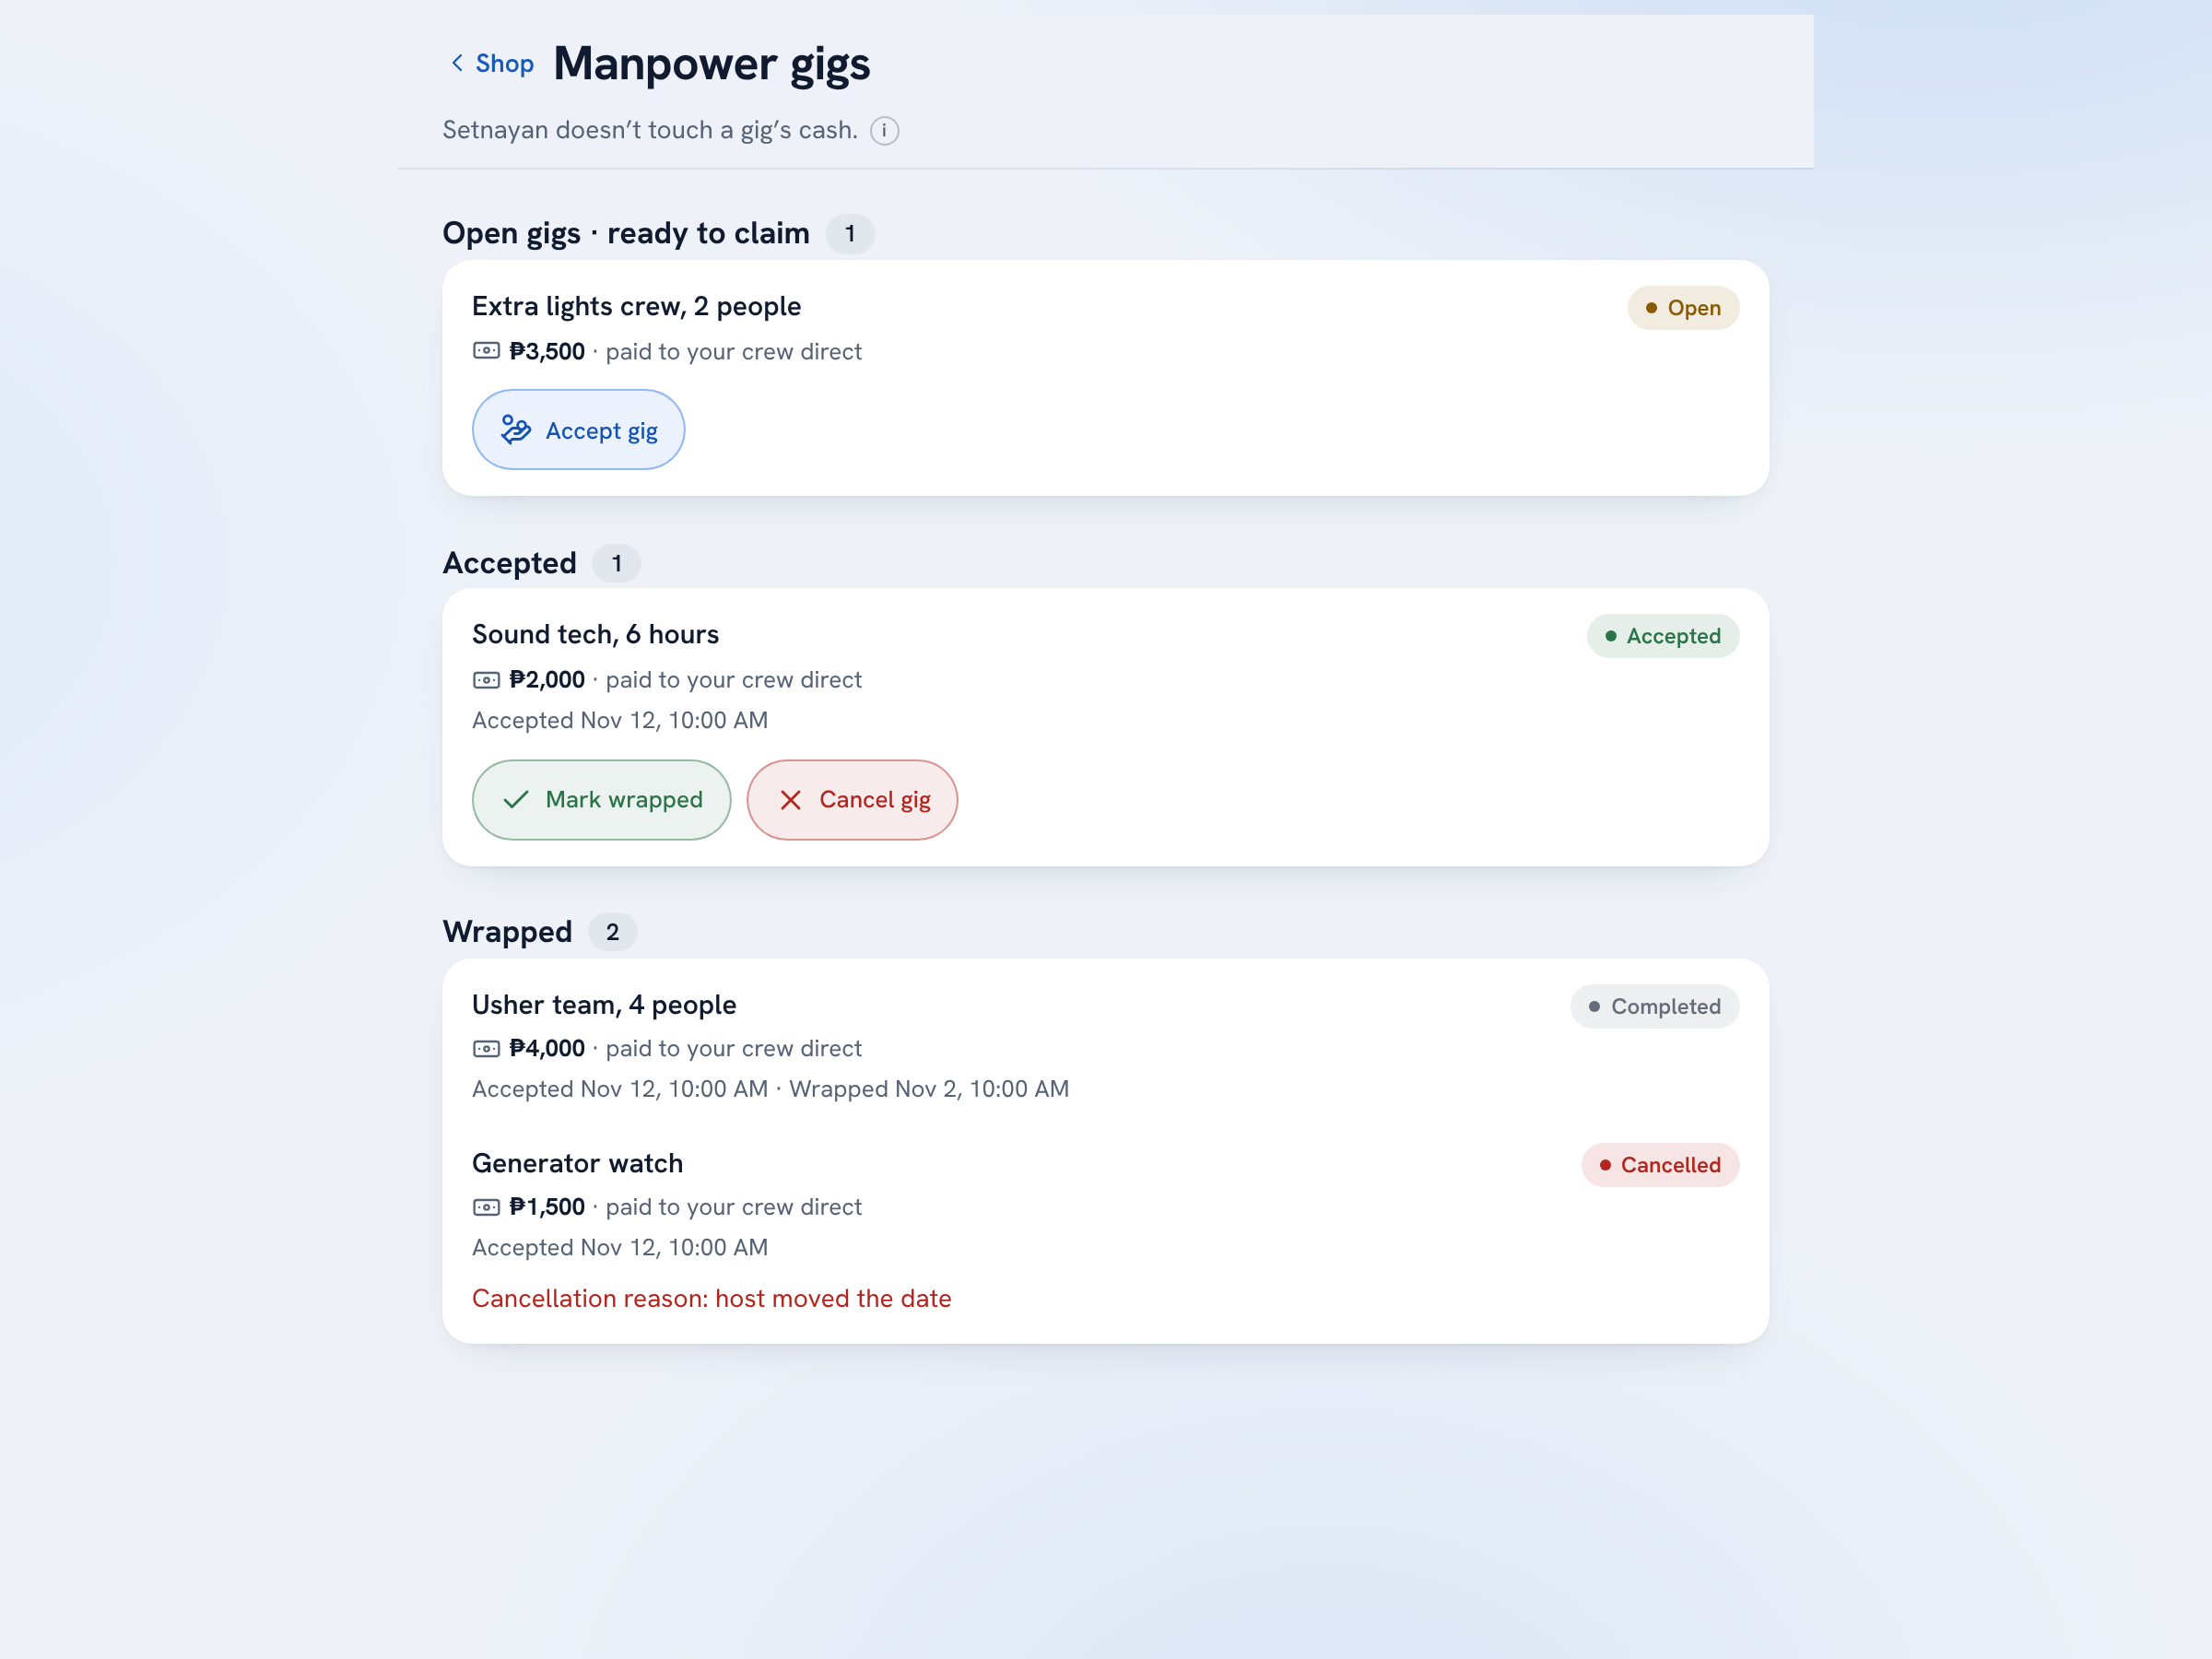 Shop Manpower gigs
Setnayan doesn’t touch a gig’s cash. i
Open gigs · ready to claim 1
Extra lights crew, 2 people
Open
₱3,500 · paid to your crew direct
Accept gig
Accepted 1
Sound tech, 6 hours
Accepted
₱2,000 · paid to your crew direct
Accepted Nov 12, 10:00 AM
Mark wrapped
Cancel gig
Wrapped 2
Usher team, 4 people
Completed
₱4,000 · paid to your crew direct
Accepted Nov 12, 10:00 AM · Wrapped Nov 2, 10:00 AM
Generator watch
Cancelled
₱1,500 · paid to your crew direct
Accepted Nov 12, 10:00 AM
Cancellation reason: host moved the date